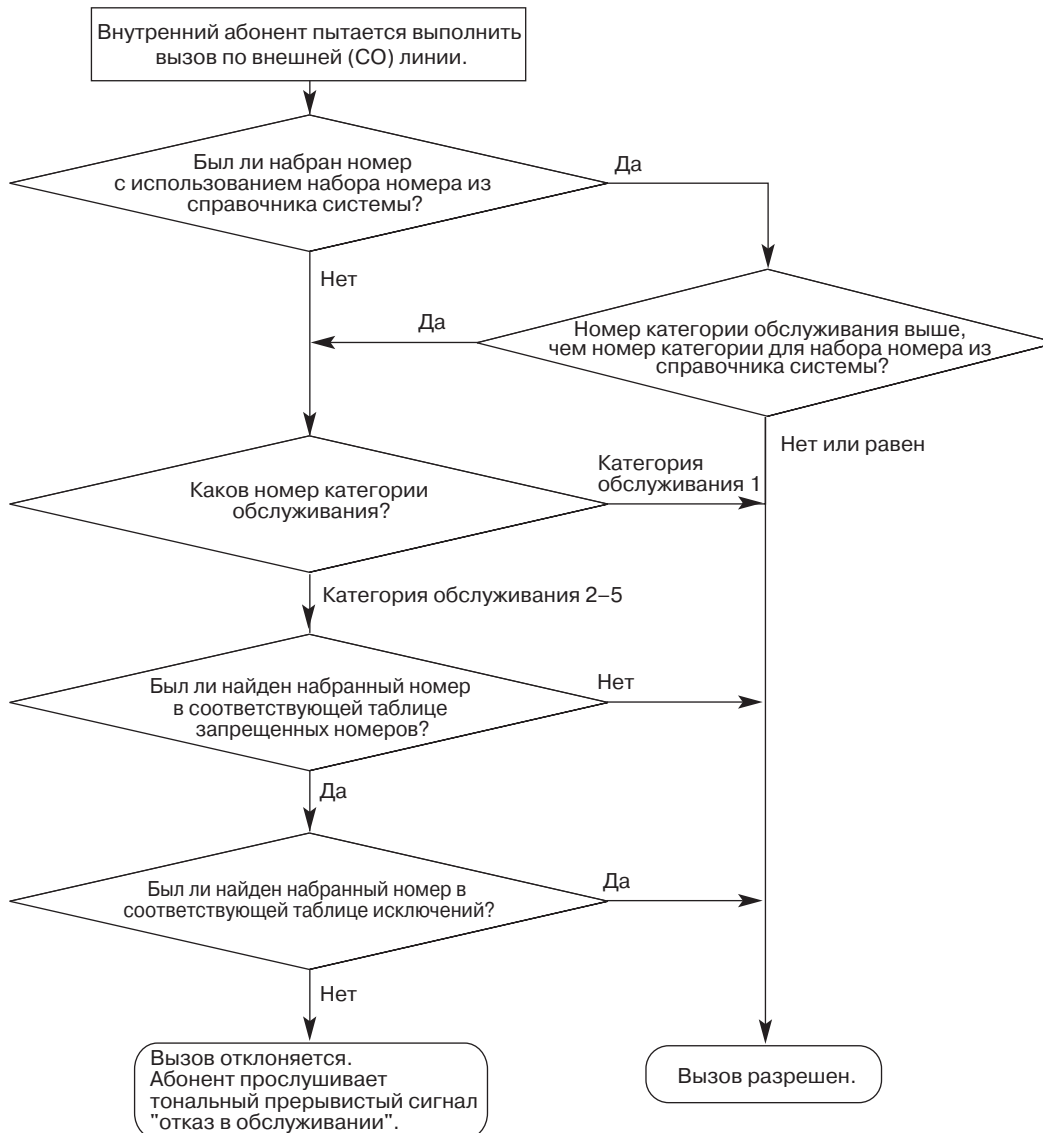 Внутренний абонент пытается выполнить
вызов по внешней (СО) линии.
Был ли набран номер
с использованием набора номера из
справочника системы?
Да
Нет
Да
Номер категории обслуживания выше,
чем номер категории для набора номера из
справочника системы?
Нет или равен
Каков номер категории
обслуживания?
Категория
обслуживания 1
Категория обслуживания 2–5
Был ли найден набранный номер
в соответствующей таблице
запрещенных номеров?
Нет
Да
Был ли найден набранный номер в
соответствующей таблице исключений?
Да
Нет
Вызов отклоняется.
Абонент прослушивает
тональный прерывистый сигнал
"отказ в обслуживании".
Вызов разрешен.